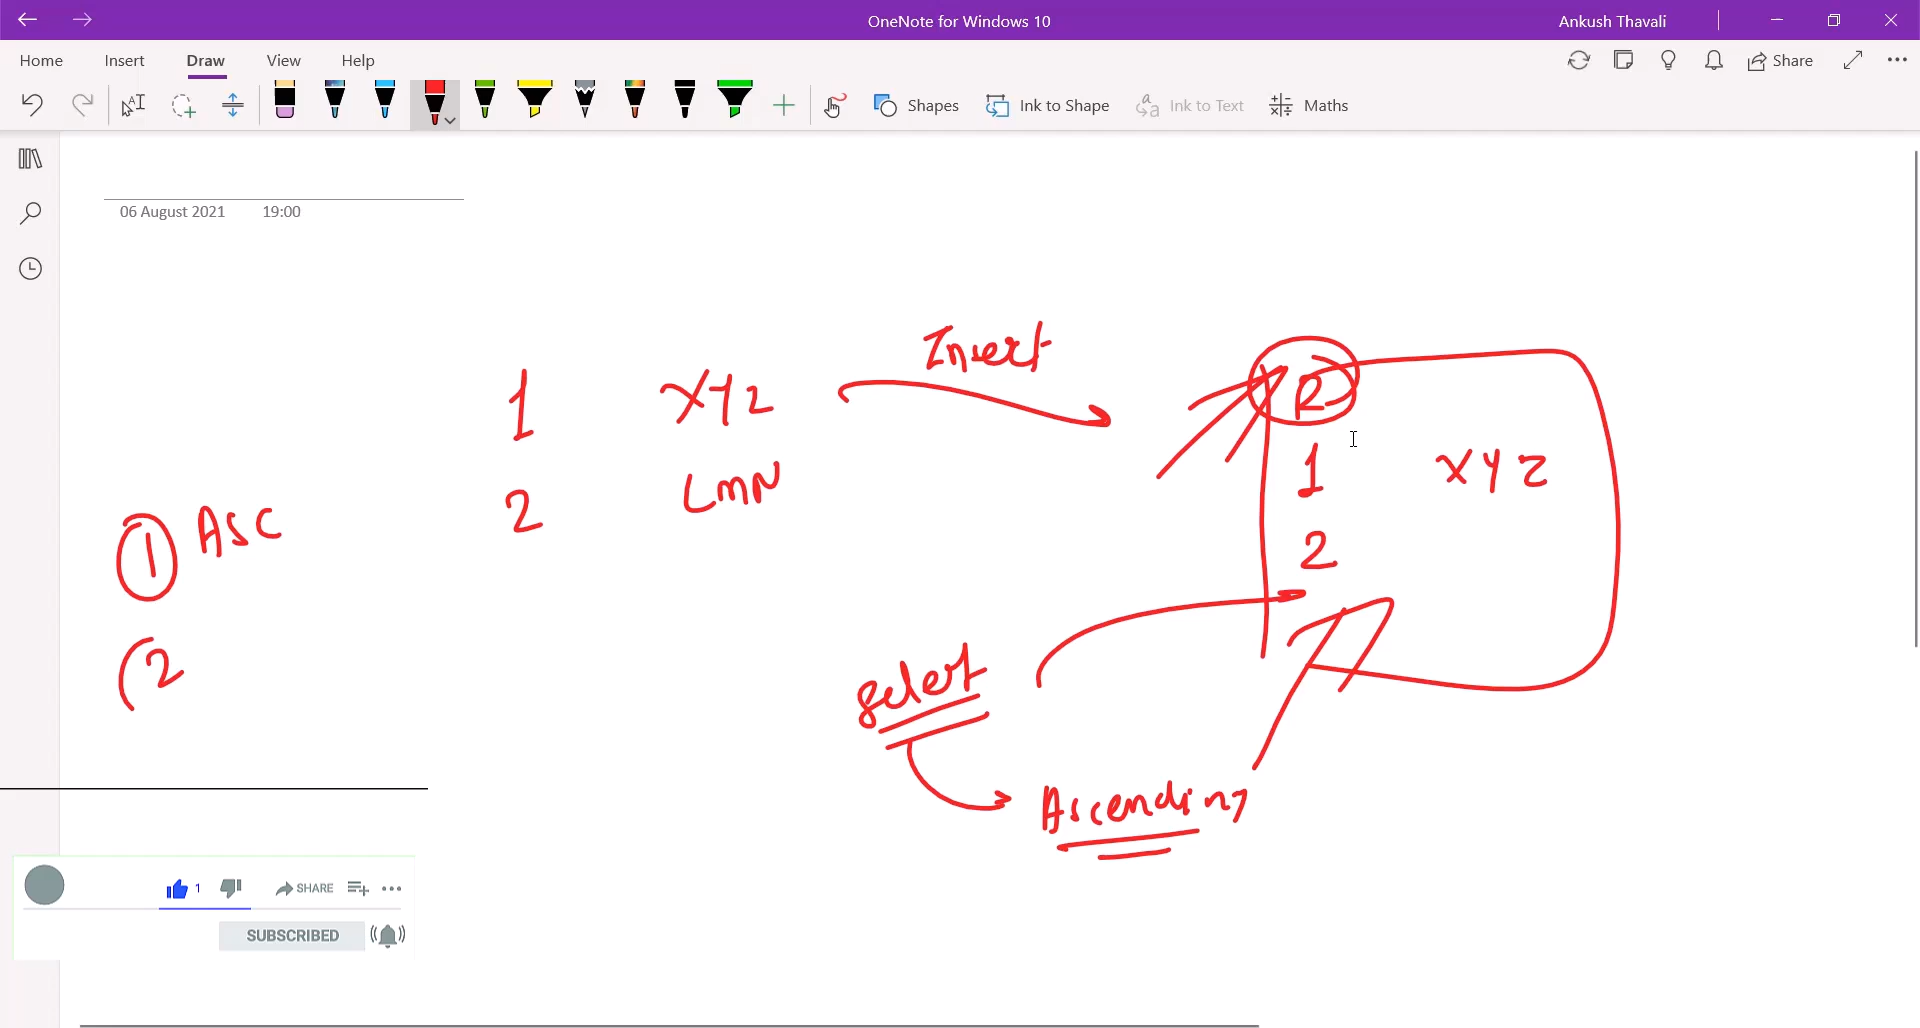 OneNote for Windows 10
Ankush Thavali
Home Insert Draw View Help
Share
Shapes Ink to Shape Ink to Text Maths
06 August 2021 19:00
Insert
1 XYZ
2 LMN
R
1 XYZ
2
1 ASC
2
select
Ascending
1 SHARE
SUBSCRIBED